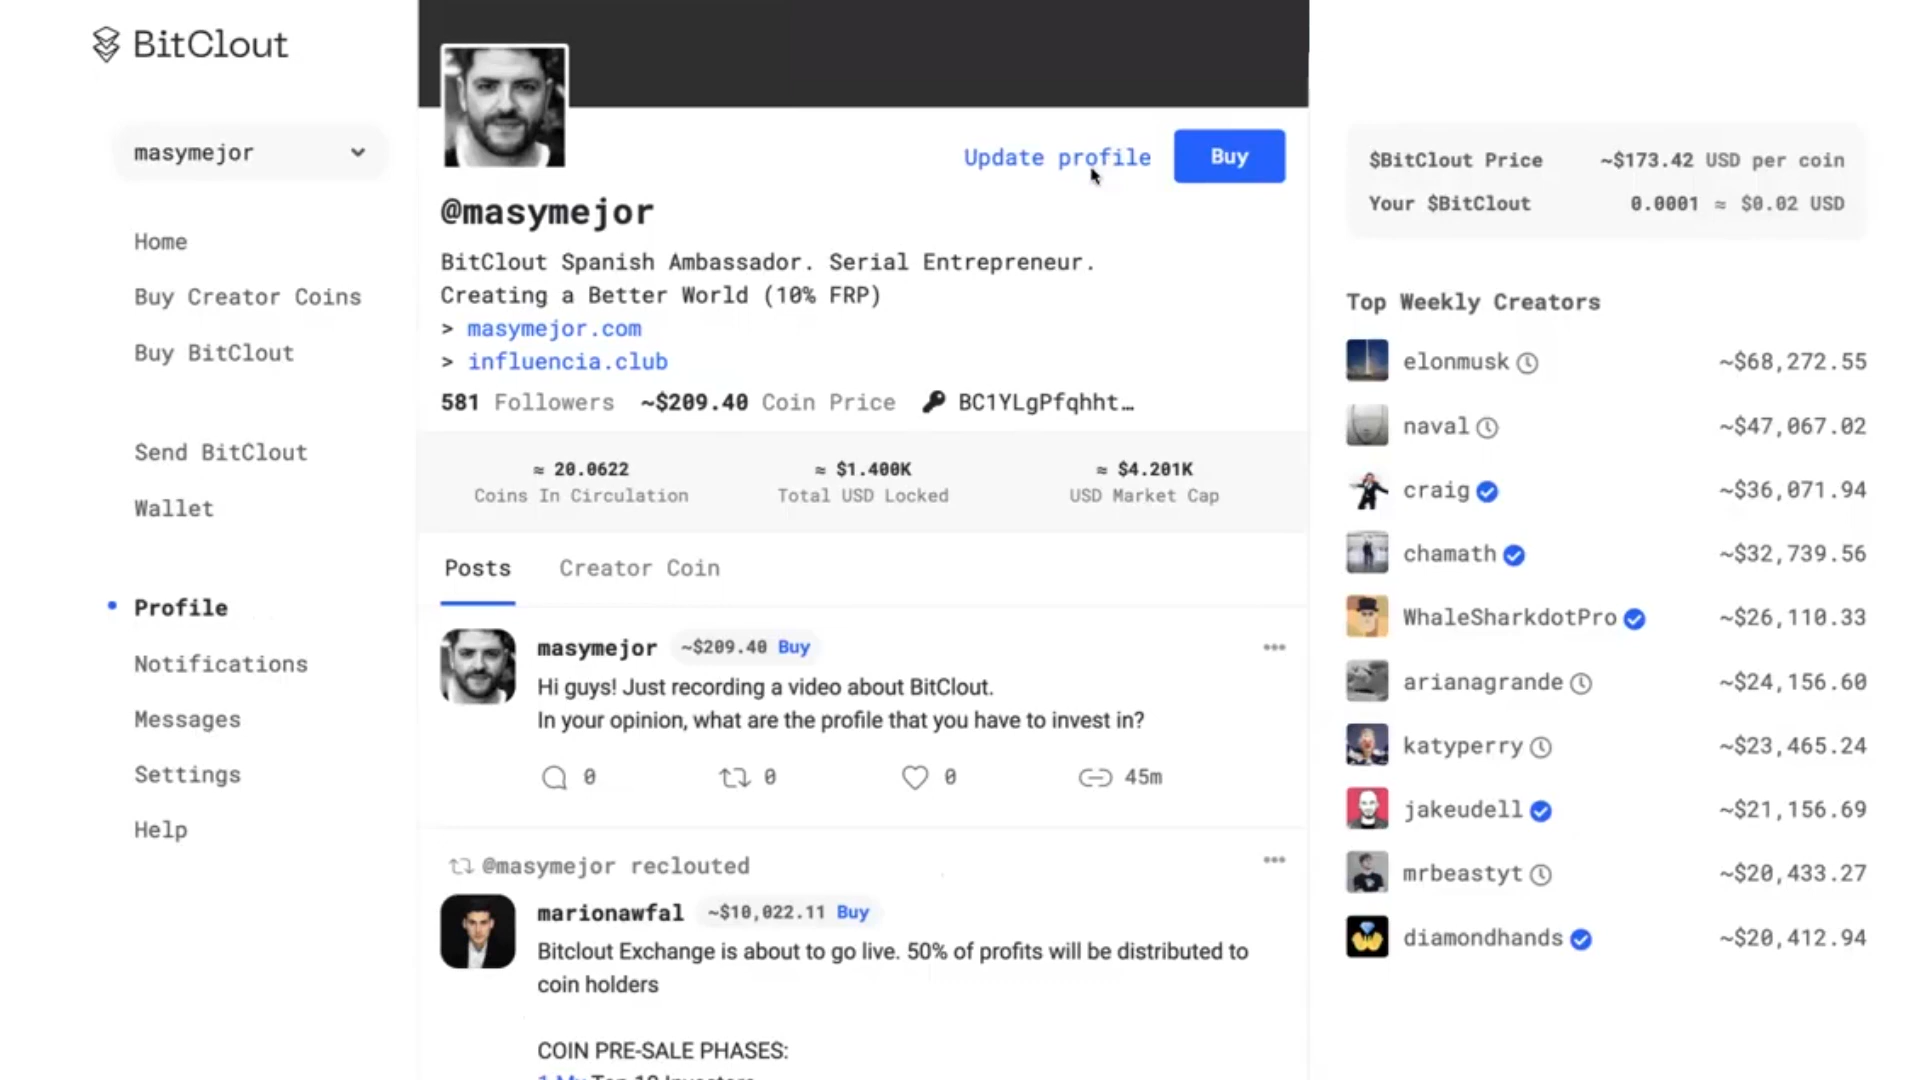 BitClout
masymejor
Home
Buy Creator Coins
Buy BitClout
Send BitClout
Wallet
Profile
Notifications
Messages
Settings
Help
Update profile
Buy
@masymejor
BitClout Spanish Ambassador. Serial Entrepreneur.
Creating a Better World (10% FRP)
> masymejor.com
> influencia.club
581 Followers ~$209.40 Coin Price BC1YLgPfqhht…
≈ 20.0622 ≈ $1.400K ≈ $4.201K
Coins In Circulation Total USD Locked USD Market Cap
Posts Creator Coin
masymejor ~$209.40 Buy
Hi guys! Just recording a video about BitClout.
In your opinion, what are the profile that you have to invest in?
0 0 0 45m
@masymejor reclouted
marionawfal ~$10,022.11 Buy
Bitclout Exchange is about to go live. 50% of profits will be distributed to
coin holders
COIN PRE-SALE PHASES:
$BitClout Price ~$173.42 USD per coin
Your $BitClout 0.0001 ≈ $0.02 USD
Top Weekly Creators
elonmusk ~$68,272.55
naval ~$47,067.02
craig ~$36,071.94
chamath ~$32,739.56
WhaleSharkdotPro ~$26,110.33
arianagrande ~$24,156.60
katyperry ~$23,465.24
jakeudell ~$21,156.69
mrbeastyt ~$20,433.27
diamondhands ~$20,412.94